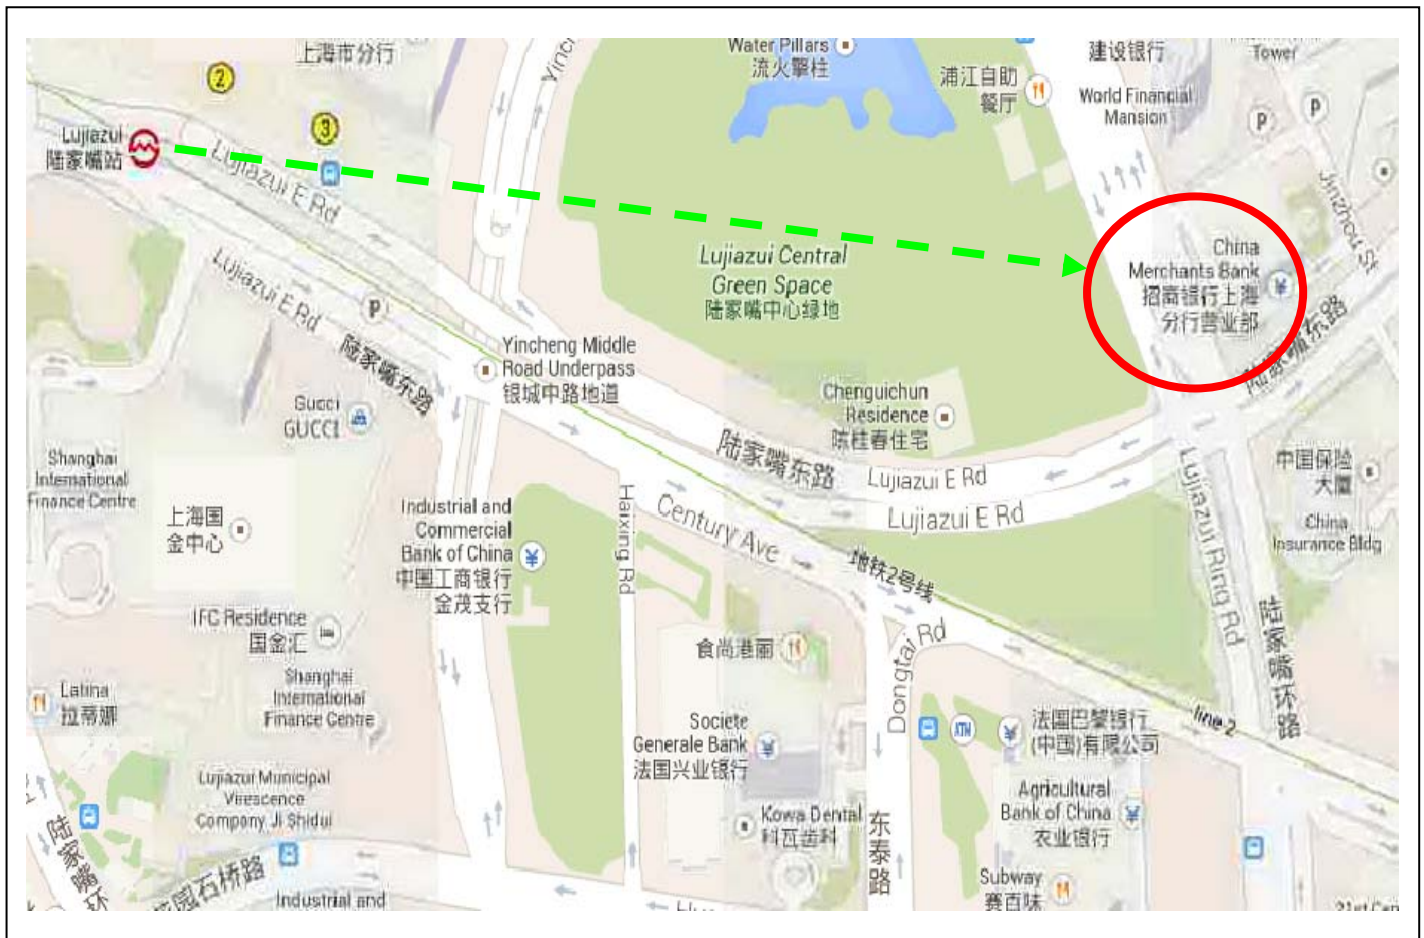 上海市分行
②
③
Lujiazui
陆家嘴站
Lujiazui E Rd
Lujiazui E Rd
陆家嘴东路
P
Yinc
Water Pillars
流火擎柱
浦江自助
餐厅
建设银行
Tower
World Financial
Mansion
P
P
Jinzhou St
China
Merchants Bank
招商银行上海
分行营业部
陆家嘴东路
Lujiazui Central
Green Space
陆家嘴中心绿地
Yincheng Middle
Road Underpass
银城中路地道
Gucci
GUCCI
Chenguichun
Residence
陈桂春住宅
陆家嘴东路
Lujiazui E Rd
Lujiazui E Rd
Shanghai
International
Finance Centre
上海国
金中心
Industrial and
Commercial
Bank of China
中国工商银行
金茂支行
Haixing Rd
Century Ave
地铁2号线
Lujiazui Ring Rd
中国保险
大厦
China
Insurance Bldg
IFC Residence
国金汇
Shanghai
International
Finance Centre
食尚港丽
Dongtai Rd
陆家嘴环路
line 2
Latina
拉蒂娜
Societe
Generale Bank
法国兴业银行
ATM
法国巴黎银行
(中国)有限公司
Lujiazui Municipal
Virescence
Company Ji Shidui
Agricultural
Bank of China
农业银行
Kowa Dental
科瓦齿科
东泰路
陆家嘴环
花园石桥路
Industrial and
Subway
赛百味
21st Cen